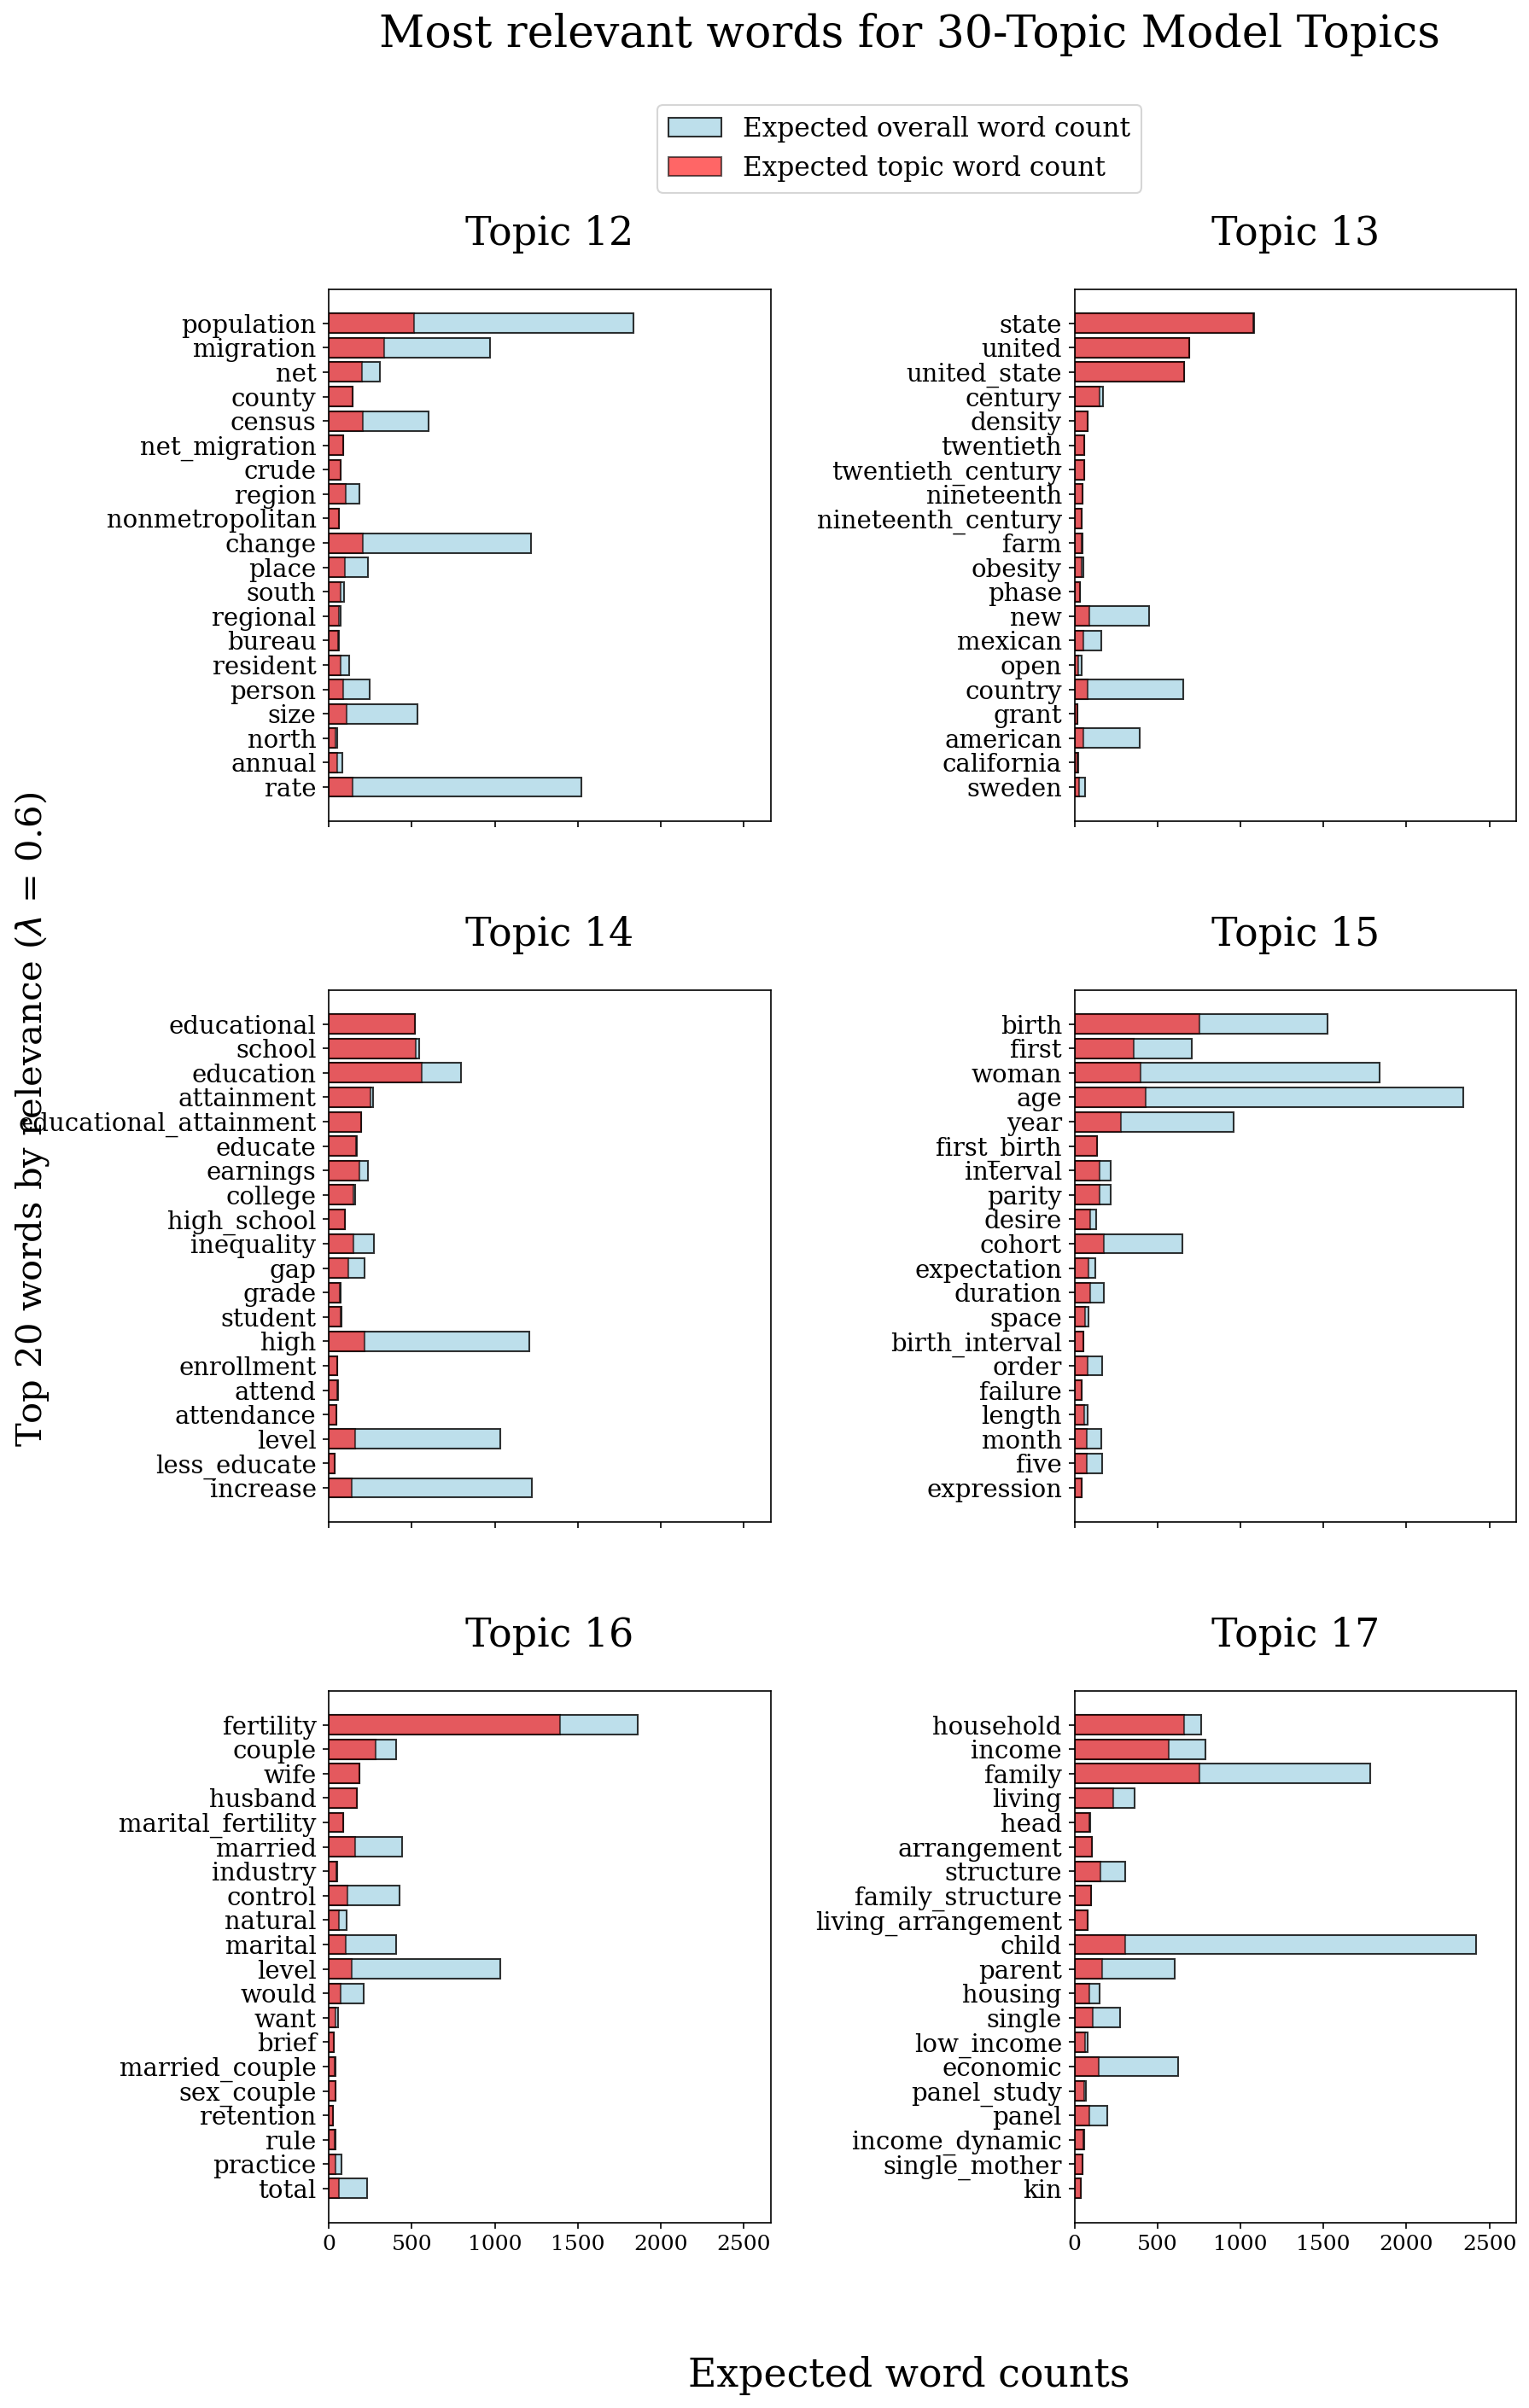 Most relevant words for 30-Topic Model Topics
Expected overall word count
Expected topic word count
Top 20 words by relevance (λ = 0.6)
Topic 12
population
migration
net
county
census
net_migration
crude
region
nonmetropolitan
change
place
south
regional
bureau
resident
person
size
north
annual
rate
Topic 13
state
united
united_state
century
density
twentieth
twentieth_century
nineteenth
nineteenth_century
farm
obesity
phase
new
mexican
open
country
grant
american
california
sweden
Topic 14
educational
school
education
attainment
educational_attainment
educate
earnings
college
high_school
inequality
gap
grade
student
high
enrollment
attend
attendance
level
less_educate
increase
Topic 15
birth
first
woman
age
year
first_birth
interval
parity
desire
cohort
expectation
duration
space
birth_interval
order
failure
length
month
five
expression
Topic 16
fertility
couple
wife
husband
marital_fertility
married
industry
control
natural
marital
level
would
want
brief
married_couple
sex_couple
retention
rule
practice
total
0 500 1000 1500 2000 2500
Topic 17
household
income
family
living
head
arrangement
structure
family_structure
living_arrangement
child
parent
housing
single
low_income
economic
panel_study
panel
income_dynamic
single_mother
kin
0 500 1000 1500 2000 2500
Expected word counts